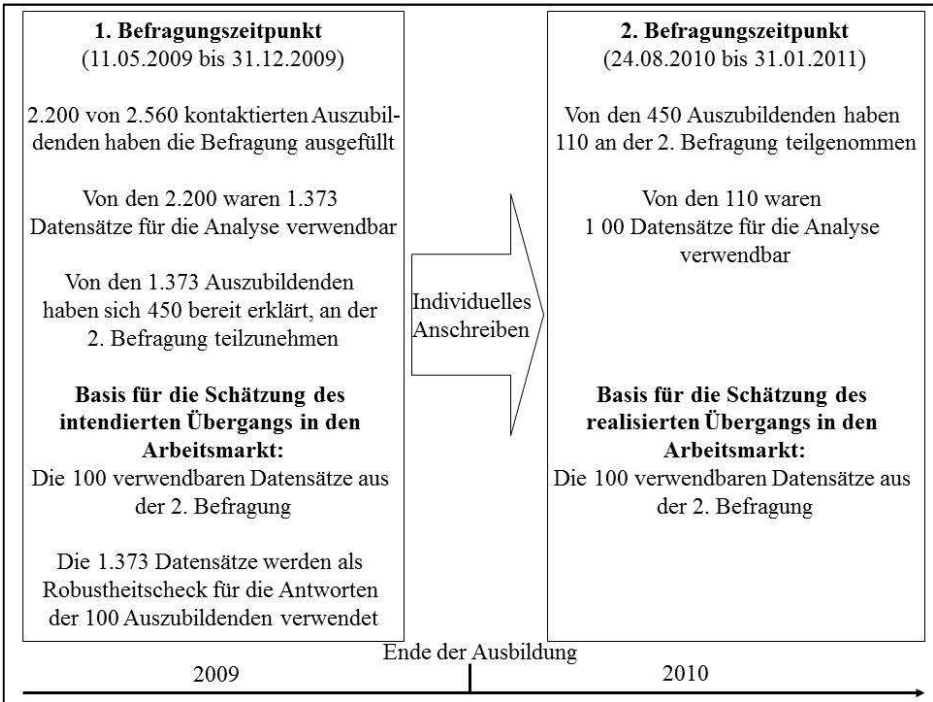 1. Befragungszeitpunkt
(11.05.2009 bis 31.12.2009)
2.200 von 2.560 kontaktierten Auszubil-
denden haben die Befragung ausgefüllt
Von den 2.200 waren 1.373
Datensätze für die Analyse verwendbar
Von den 1.373 Auszubildenden
haben sich 450 bereit erklärt, an der
2. Befragung teilzunehmen
Basis für die Schätzung des
intendierten Übergangs in den
Arbeitsmarkt:
Die 100 verwendbaren Datensätze aus
der 2. Befragung
Die 1.373 Datensätze werden als
Robustheitscheck für die Antworten
der 100 Auszubildenden verwendet
Individuelles
Anschreiben
2. Befragungszeitpunkt
(24.08.2010 bis 31.01.2011)
Von den 450 Auszubildenden haben
110 an der 2. Befragung teilgenommen
Von den 110 waren
1 00 Datensätze für die Analyse
verwendbar
Basis für die Schätzung des
realisierten Übergangs in den
Arbeitsmarkt:
Die 100 verwendbaren Datensätze aus
der 2. Befragung
Ende der Ausbildung
2009
2010